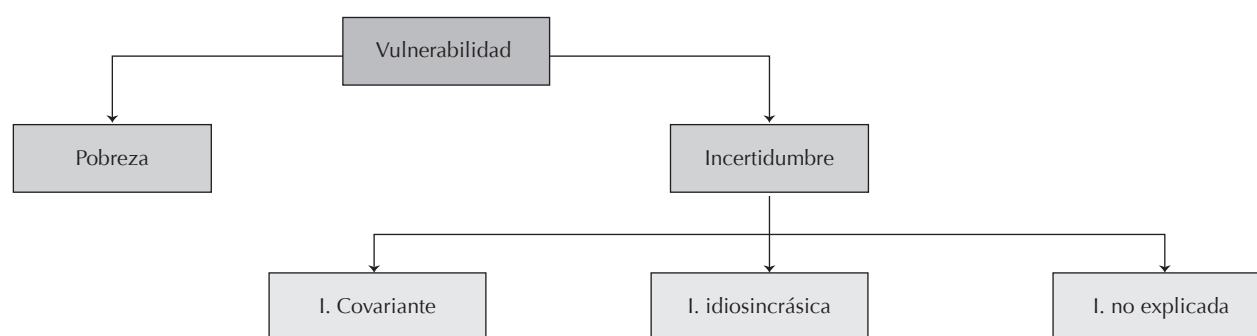 Vulnerabilidad
Pobreza
Incertidumbre
I. Covariante
I. idiosincrásica
I. no explicada